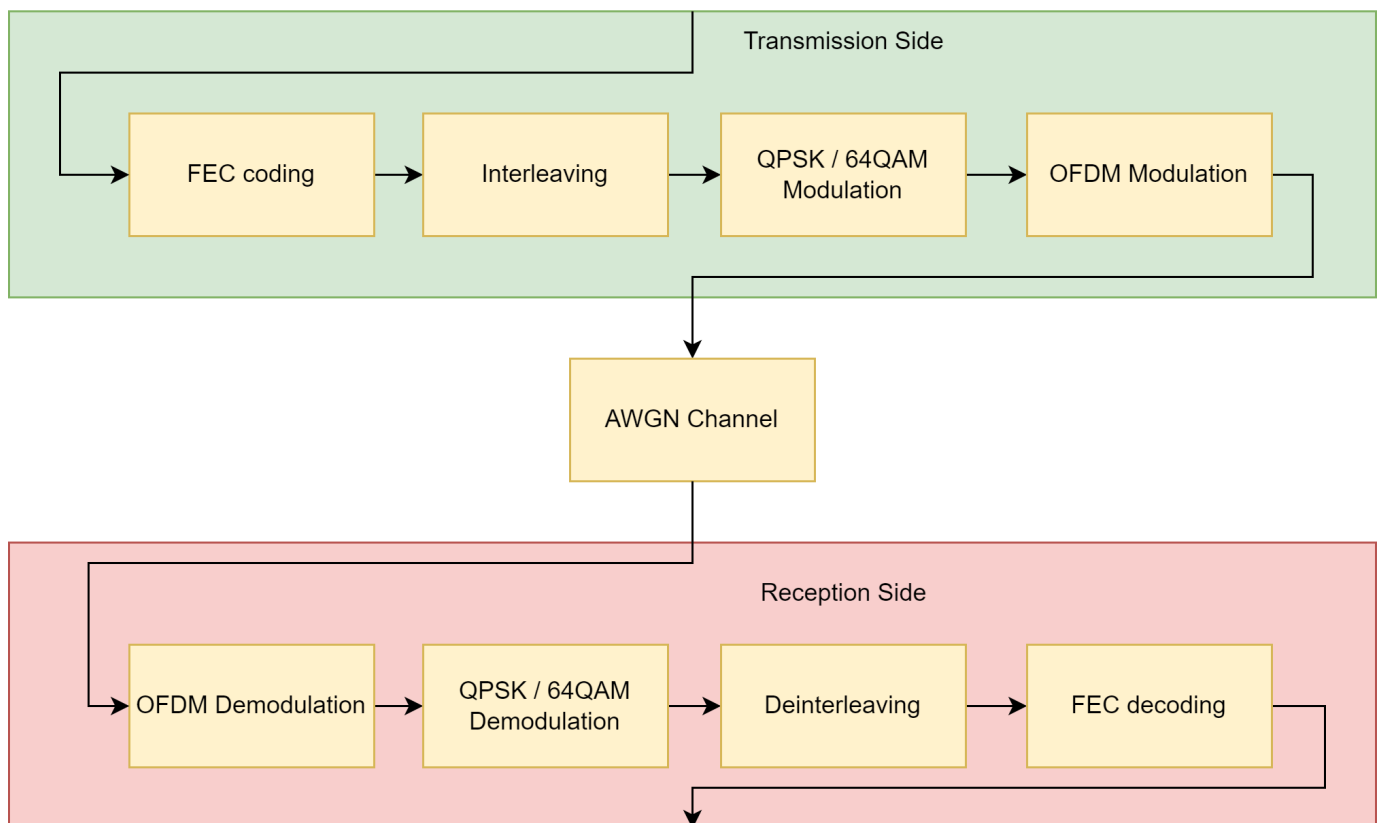 Transmission Side
FEC coding
Interleaving
QPSK / 64QAM
Modulation
OFDM Modulation
AWGN Channel
Reception Side
OFDM Demodulation
QPSK / 64QAM
Demodulation
Deinterleaving
FEC decoding